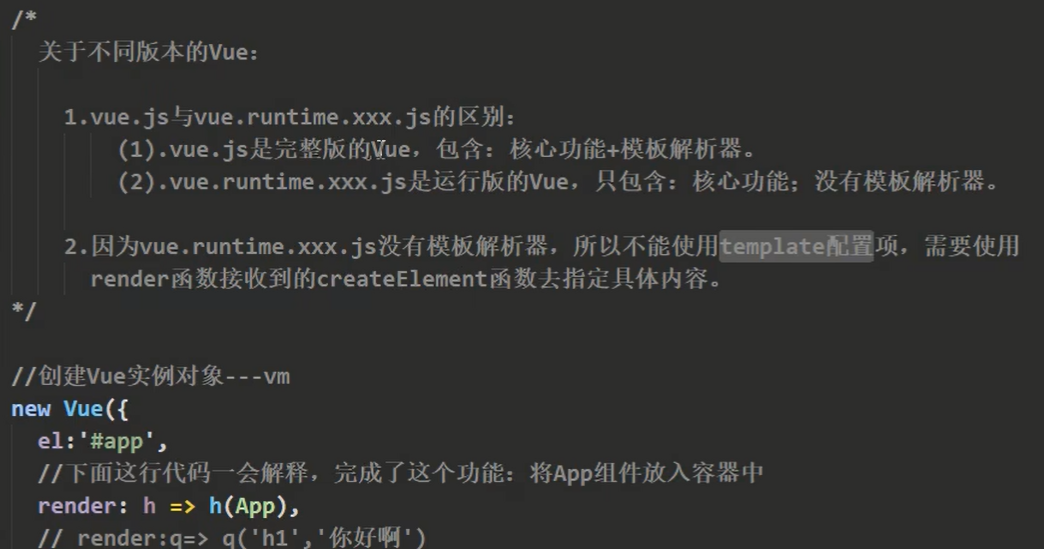 /*
关于不同版本的Vue：
1.vue.js与vue.runtime.xxx.js的区别：
(1).vue.js是完整版的Vue，包含：核心功能+模板解析器。
(2).vue.runtime.xxx.js是运行版的Vue，只包含：核心功能；没有模板解析器。
2.因为vue.runtime.xxx.js没有模板解析器，所以不能使用template配置项，需要使用
render函数接收到的createElement函数去指定具体内容。
*/
//创建Vue实例对象---vm
new Vue({
el:'#app',
//下面这行代码一会解释，完成了这个功能：将App组件放入容器中
render: h => h(App),
// render:q=> q('h1','你好啊')